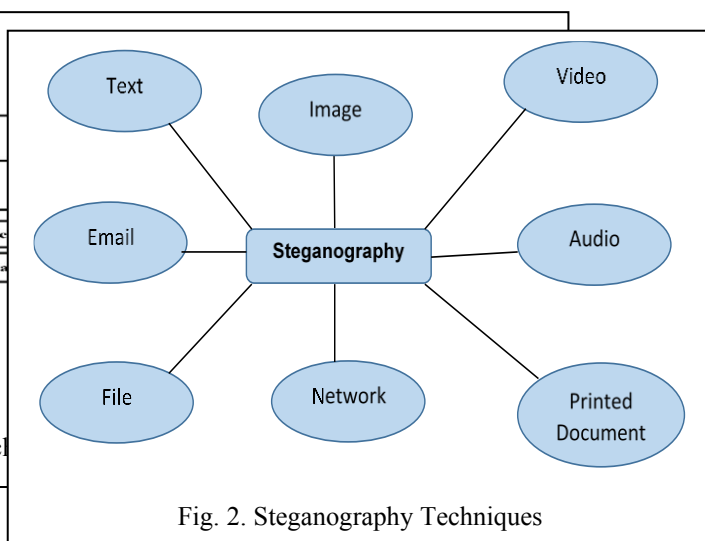 Text
Image
Video
Email
Steganography
Audio
File
Network
Printed
Document
Fig. 2. Steganography Techniques